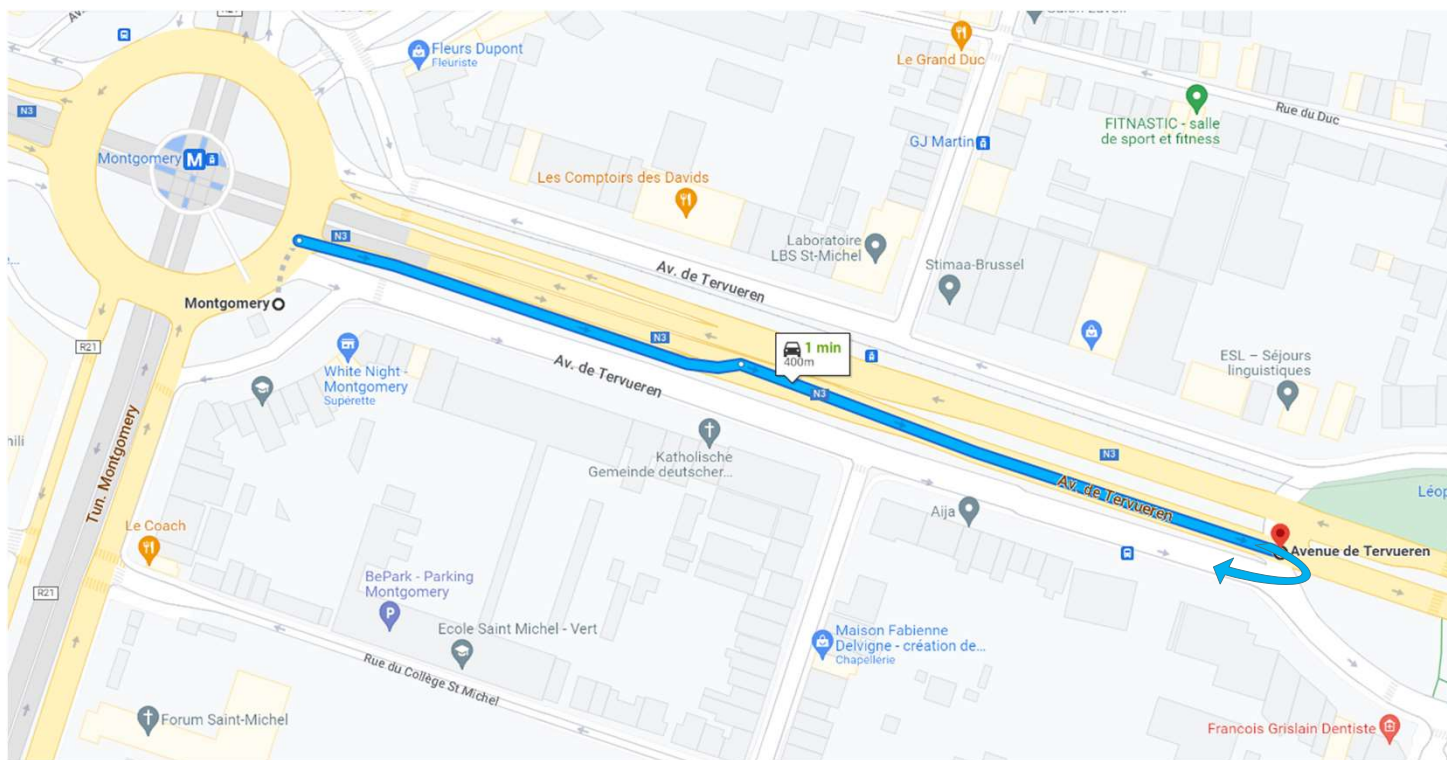 Fleurs Dupont
Fleuriste
Le Grand Duc
N3
FITNASTIC - salle
de sport et fitness
Rue du Duc
GJ Martin
Montgomery
M
Les Comptoirs des Davids
N3
N3
Laboratoire
LBS St-Michel
Stimaa-Brussel
Av. de Tervueren
Montgomery
R21
N3
1 min
400m
White Night -
Montgomery
Supérette
Av. de Tervueren
N3
ESL – Séjours
linguistiques
Tun. Montgomery
Katholische
Gemeinde deutscher...
N3
Av. de Tervueren
Léop
Aija
Le Coach
Avenue de Tervueren
BePark - Parking
Montgomery
P
R21
Ecole Saint Michel - Vert
Maison Fabienne
Delvigne - création de...
Chapellerie
Rue du Collège St Michel
Forum Saint-Michel
Francois Grislain Dentiste